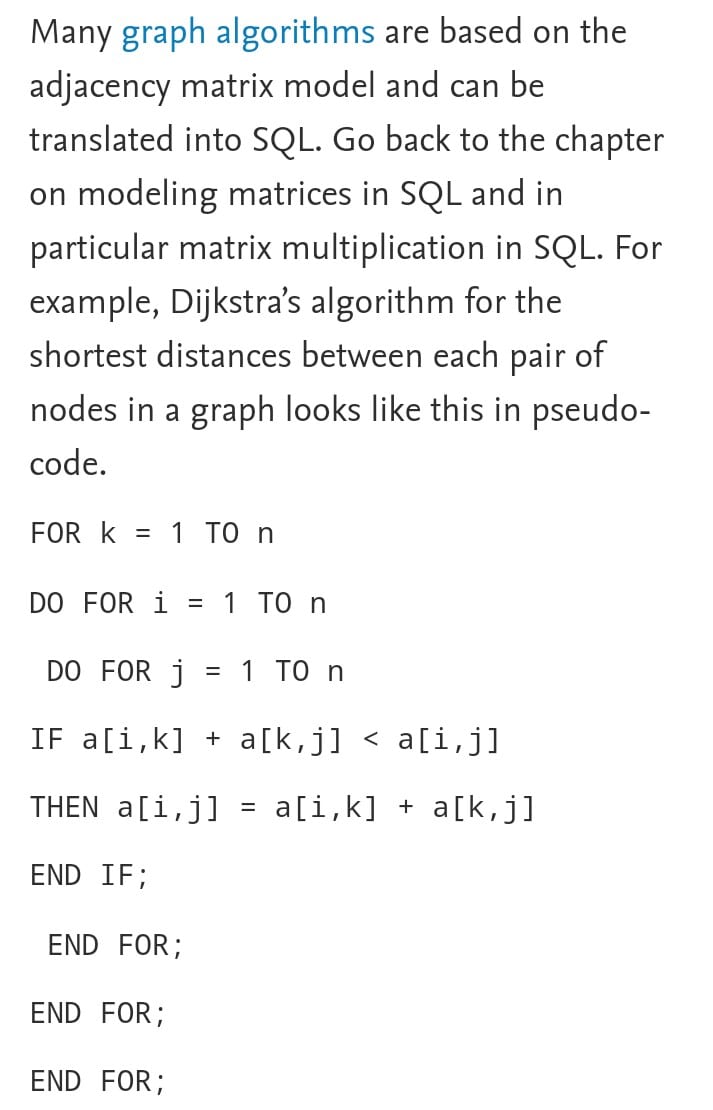 Many graph algorithms are based on the
adjacency matrix model and can be
translated into SQL. Go back to the chapter
on modeling matrices in SQL and in
particular matrix multiplication in SQL. For
example, Dijkstra’s algorithm for the
shortest distances between each pair of
nodes in a graph looks like this in pseudo-
code.
FOR k = 1 TO n
DO FOR i = 1 TO n
 DO FOR j = 1 TO n
IF a[i,k] + a[k,j] < a[i,j]
THEN a[i,j] = a[i,k] + a[k,j]
END IF;
 END FOR;
END FOR;
END FOR;